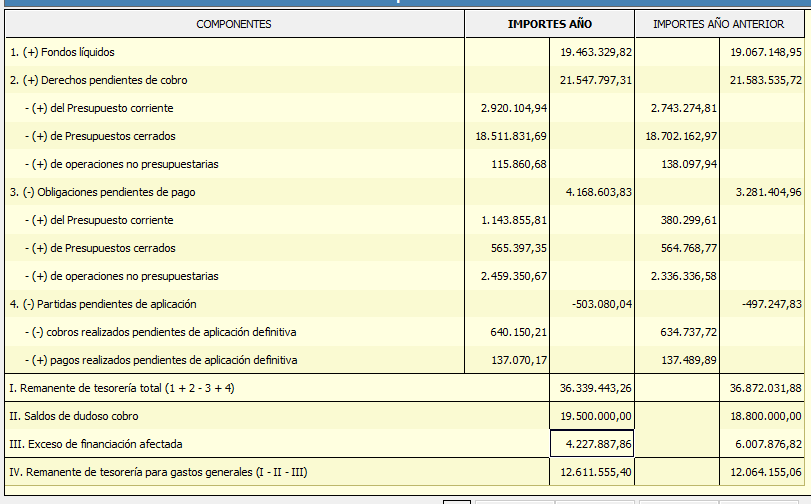 COMPONENTES IMPORTES AÑO IMPORTES AÑO ANTERIOR
1. (+) Fondos líquidos 19.463.329,82 19.067.148,95
2. (+) Derechos pendientes de cobro 21.547.797,31 21.583.535,72
- (+) del Presupuesto corriente 2.920.104,94 2.743.274,81
- (+) de Presupuestos cerrados 18.511.831,69 18.702.162,97
- (+) de operaciones no presupuestarias 115.860,68 138.097,94
3. (-) Obligaciones pendientes de pago 4.168.603,83 3.281.404,96
- (+) del Presupuesto corriente 1.143.855,81 380.299,61
- (+) de Presupuestos cerrados 565.397,35 564.768,77
- (+) de operaciones no presupuestarias 2.459.350,67 2.336.336,58
4. (-) Partidas pendientes de aplicación -503.080,04 -497.247,83
- (-) cobros realizados pendientes de aplicación definitiva 640.150,21 634.737,72
- (+) pagos realizados pendientes de aplicación definitiva 137.070,17 137.489,89
I. Remanente de tesorería total (1 + 2 - 3 + 4) 36.339.443,26 36.872.031,88
II. Saldos de dudoso cobro 19.500.000,00 18.800.000,00
III. Exceso de financiación afectada 4.227.887,86 6.007.876,82
IV. Remanente de tesorería para gastos generales (I - II - III) 12.611.555,40 12.064.155,06